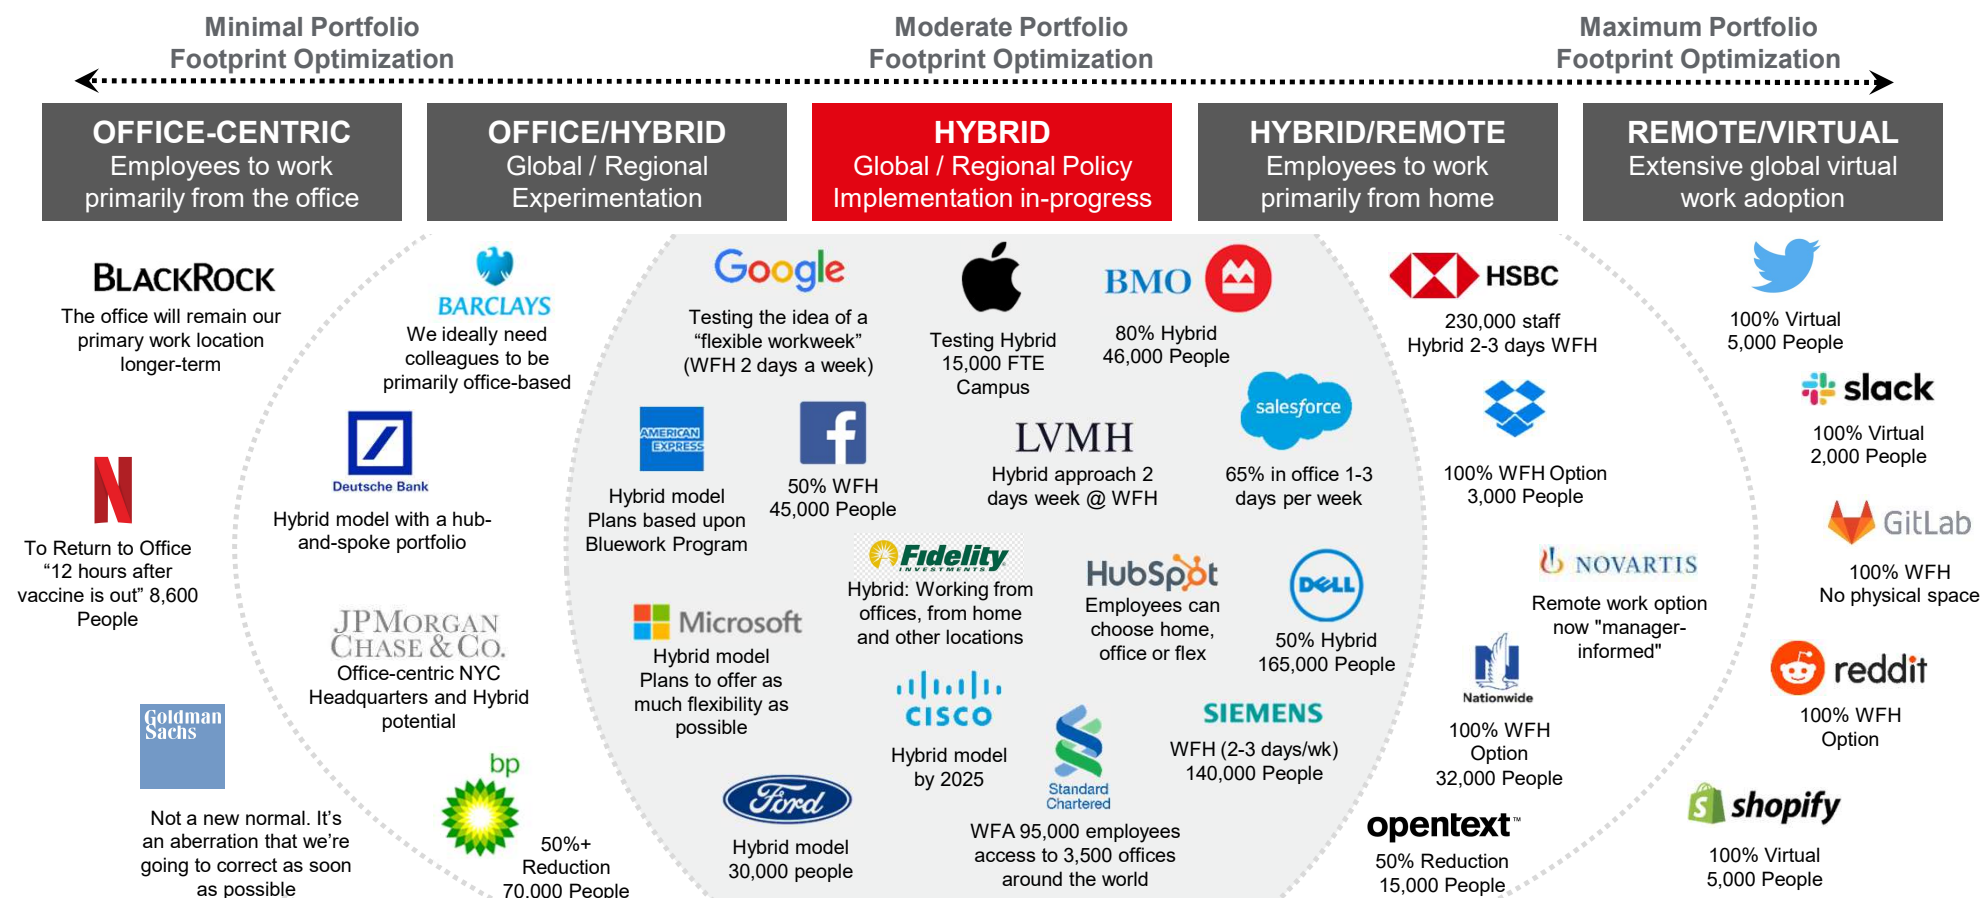 Minimal Portfolio
Footprint Optimization
Moderate Portfolio
Footprint Optimization
Maximum Portfolio
Footprint Optimization
OFFICE-CENTRIC
Employees to work
primarily from the office
OFFICE/HYBRID
Global / Regional
Experimentation
HYBRID
Global / Regional Policy
Implementation in-progress
HYBRID/REMOTE
Employees to work
primarily from home
REMOTE/VIRTUAL
Extensive global virtual
work adoption
BLACKROCK
The office will remain our
primary work location
longer-term
N
To Return to Office
“12 hours after
vaccine is out” 8,600
People
Goldman
Sachs
Not a new normal. It’s
an aberration that we’re
going to correct as soon
as possible
BARCLAYS
We ideally need
colleagues to be
primarily office-based
Deutsche Bank
Hybrid model with a hub-
and-spoke portfolio
JPMORGAN
CHASE & CO.
Office-centric NYC
Headquarters and Hybrid
potential
bp
50%+
Reduction
70,000 People
Google
Testing the idea of a
“flexible workweek”
(WFH 2 days a week)
Testing Hybrid
15,000 FTE
Campus
BMO
80% Hybrid
46,000 People
AMERICAN
EXPRESS
Hybrid model
Plans based upon
Bluework Program
f
50% WFH
45,000 People
LVMH
Hybrid approach 2
days week @ WFH
salesforce
65% in office 1-3
days per week
Fidelity
INVESTMENTS
Hybrid: Working from
offices, from home
and other locations
HubSpot
Employees can
choose home,
office or flex
DELL
50% Hybrid
165,000 People
Microsoft
Hybrid model
Plans to offer as
much flexibility as
possible
CISCO
Hybrid model
by 2025
Standard
Chartered
WFA 95,000 employees
access to 3,500 offices
around the world
SIEMENS
WFH (2-3 days/wk)
140,000 People
Ford
Hybrid model
30,000 people
HSBC
230,000 staff
Hybrid 2-3 days WFH
100% WFH Option
3,000 People
NOVARTIS
Remote work option
now "manager-
informed"
Nationwide
100% WFH
Option
32,000 People
opentext™
50% Reduction
15,000 People
100% Virtual
5,000 People
slack
100% Virtual
2,000 People
GitLab
100% WFH
No physical space
reddit
100% WFH
Option
shopify
100% Virtual
5,000 People